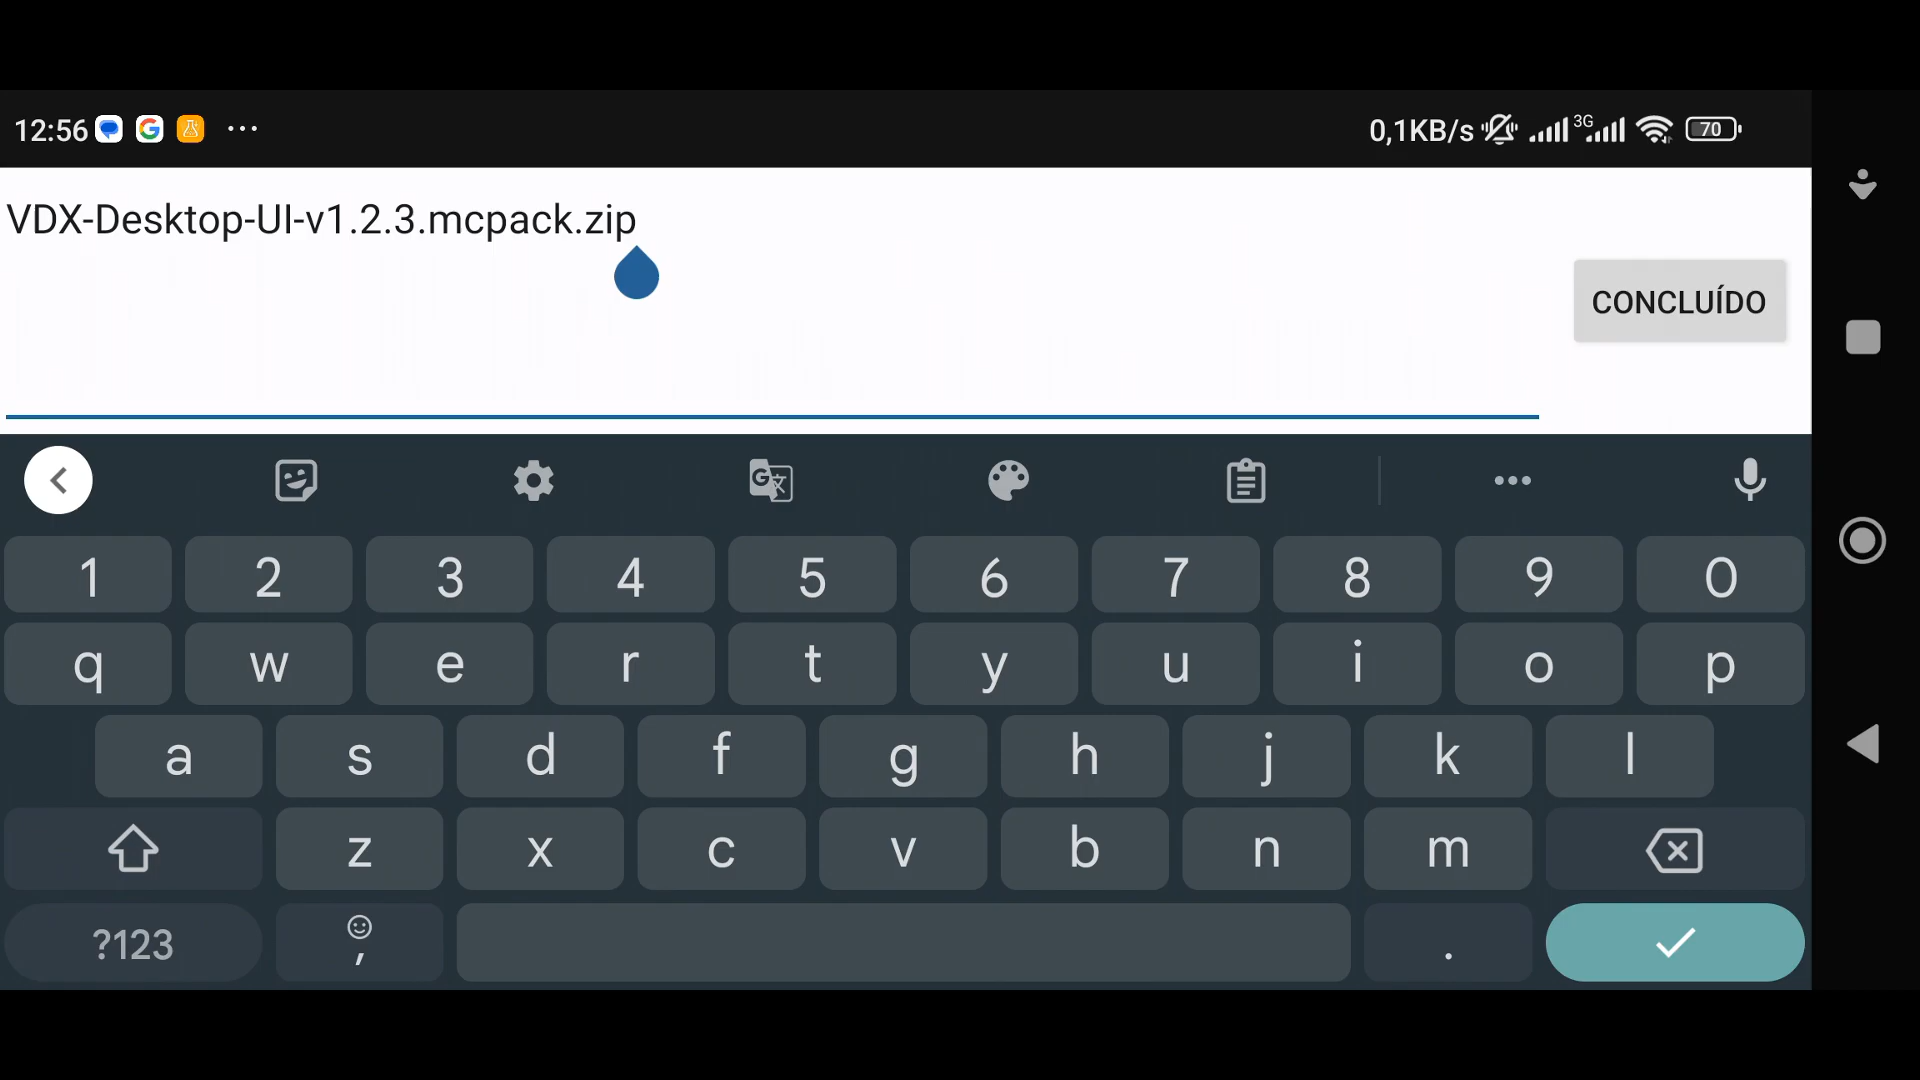 12:56 0,1KB/s 3G 70
VDX-Desktop-UI-v1.2.3.mcpack.zip
CONCLUÍDO
1 2 3 4 5 6 7 8 9 0
q w e r t y u i o p
a s d f g h j k l
z x c v b n m
?123 , .